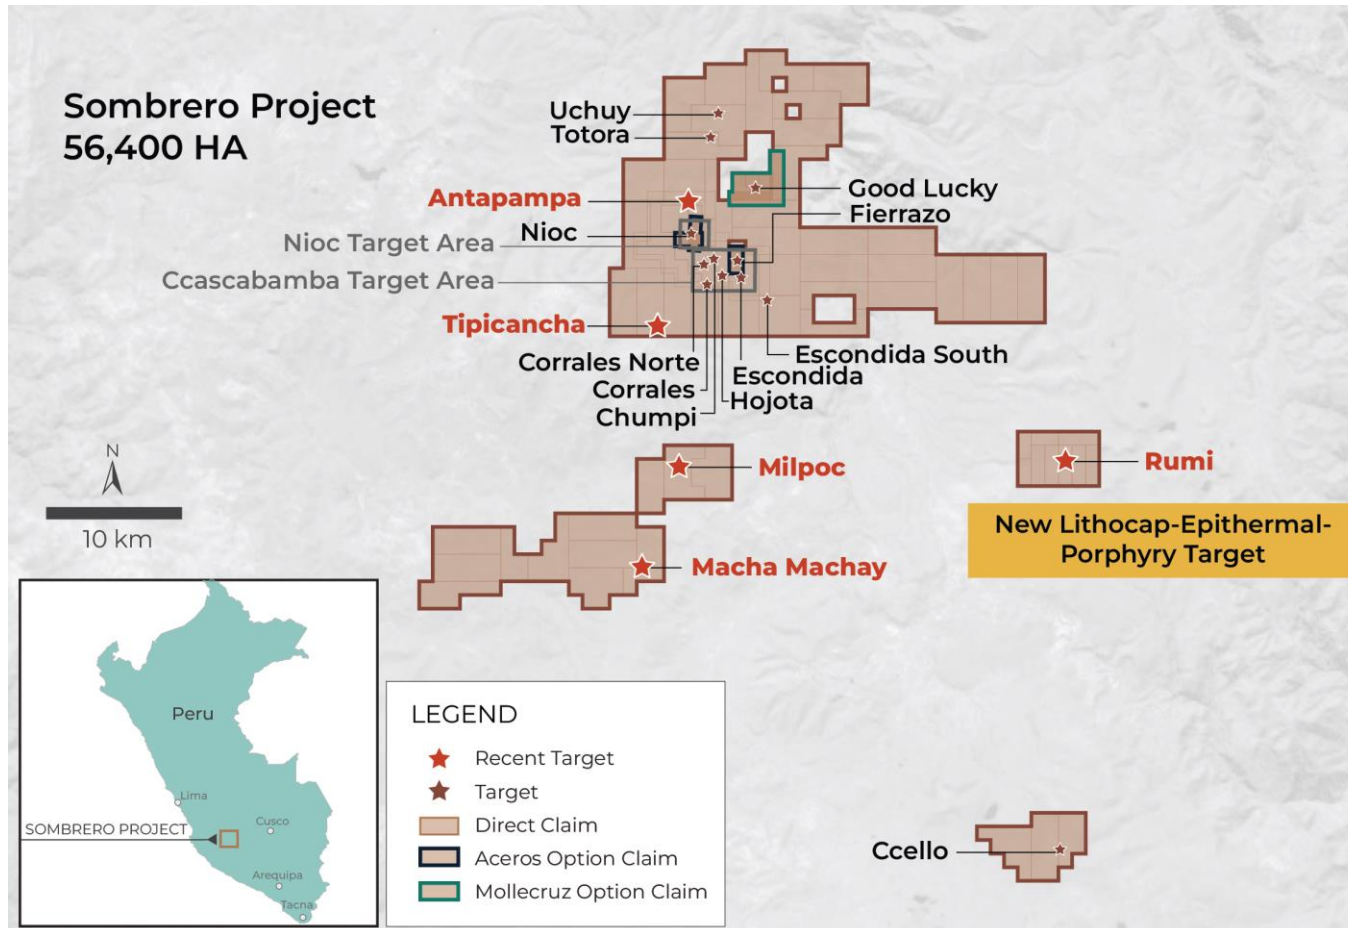 Sombrero Project
56,400 HA
Uchuy
Totora
Antapampa
Good Lucky
Fierrazo
Nioc
Nioc Target Area
Ccascabamba Target Area
Tipicancha
Corrales Norte
Corrales
Chumpi
Escondida South
Escondida
Hojota
N
10 km
Milpoc
Rumi
New Lithocap-Epithermal-
Porphyry Target
Macha Machay
Peru
Lima
Cusco
SOMBRERO PROJECT
Arequipa
Tacna
LEGEND
Recent Target
Target
Direct Claim
Aceros Option Claim
Mollecruz Option Claim
Ccello